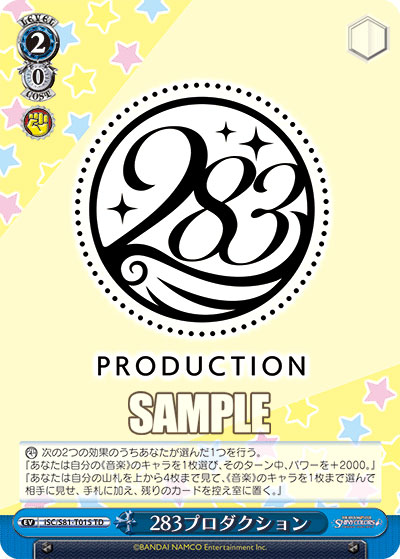 LEVEL
2
0
COST
283
PRODUCTION
SAMPLE
次の2つの効果のうちあなたが選んだ1つを行う。
「あなたは自分の《音楽》のキャラを1枚選び、そのターン中、パワーを+2000。」
「あなたは自分の山札を上から4枚まで見て、《音楽》のキャラを1枚まで選んで
相手に見せ、手札に加え、残りのカードを控え室に置く。」
EV ISC/S81-T015 TD 283プロダクション SHINY COLORS
©BANDAI NAMCO Entertainment Inc.